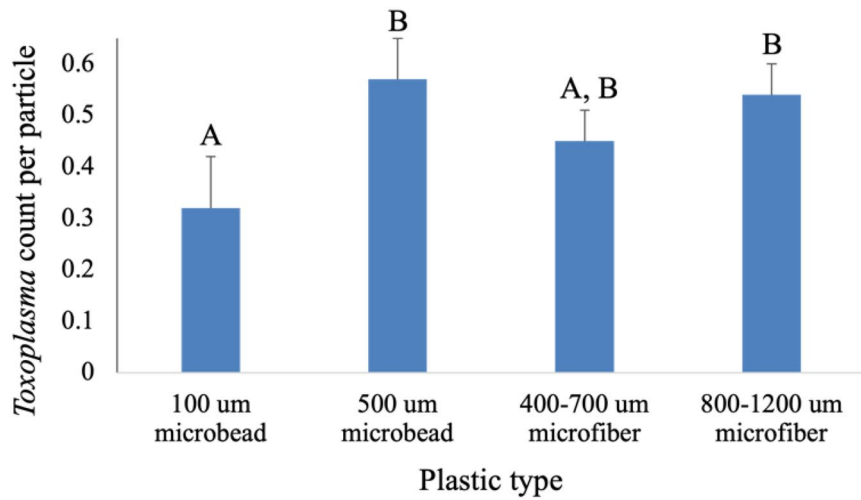 Toxoplasma count per particle
0.6
0.5
0.4
0.3
0.2
0.1
0
A
B
A, B
B
100 um
microbead
500 um
microbead
400-700 um
microfiber
800-1200 um
microfiber
Plastic type